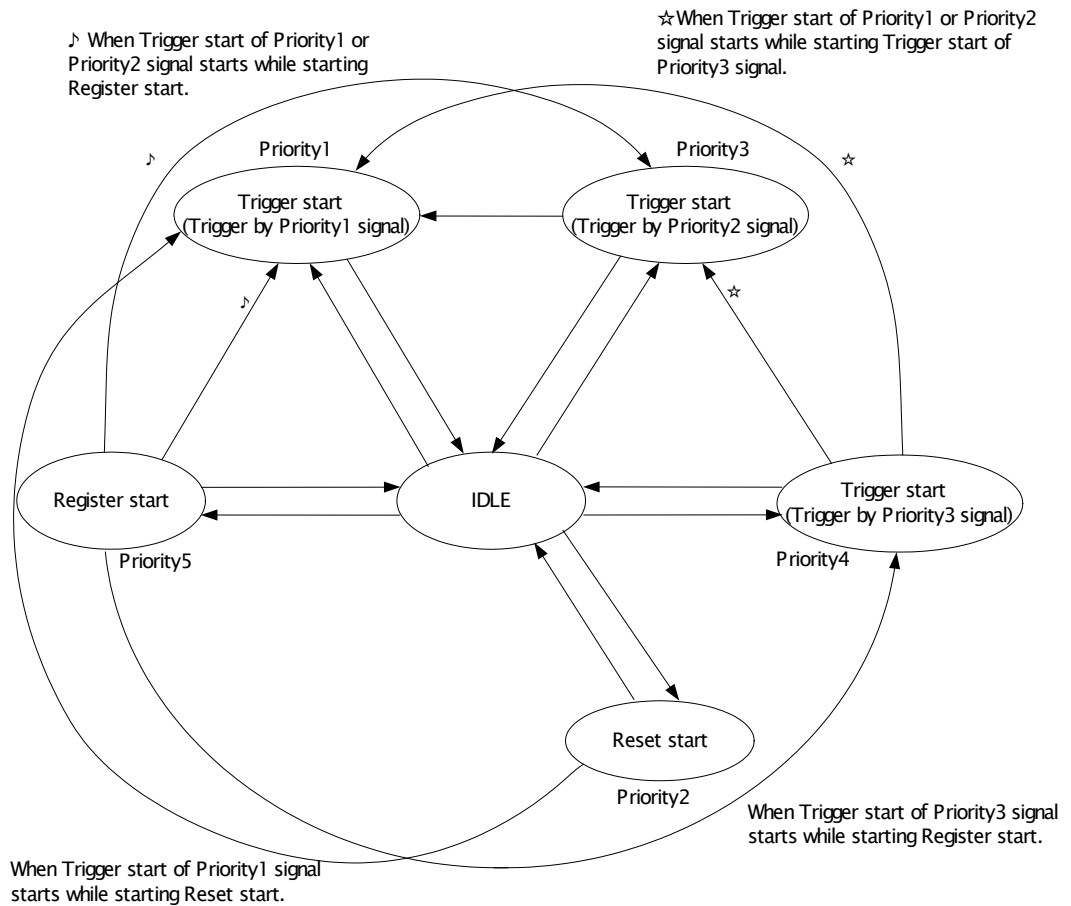 ♪ When Trigger start of Priority1 or
Priority2 signal starts while starting
Register start.
☆When Trigger start of Priority1 or Priority2
signal starts while starting Trigger start of
Priority3 signal.
♪
Priority1
Priority3
☆
Trigger start
(Trigger by Priority1 signal)
Trigger start
(Trigger by Priority2 signal)
♪
☆
Register start
IDLE
Trigger start
(Trigger by Priority3 signal)
Priority5
Priority4
Reset start
Priority2
When Trigger start of Priority3 signal
starts while starting Register start.
When Trigger start of Priority1 signal
starts while starting Reset start.